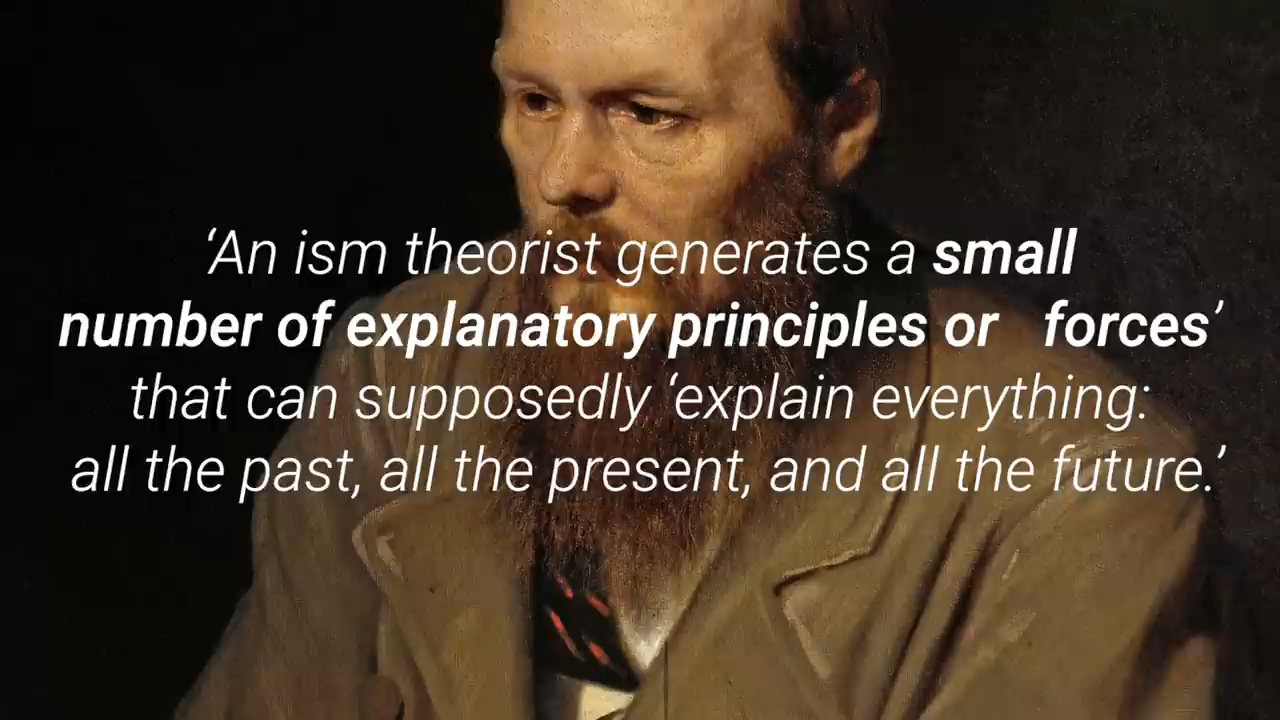 ‘An ism theorist generates a small
number of explanatory principles or forces’
that can supposedly ‘explain everything:
all the past, all the present, and all the future.’